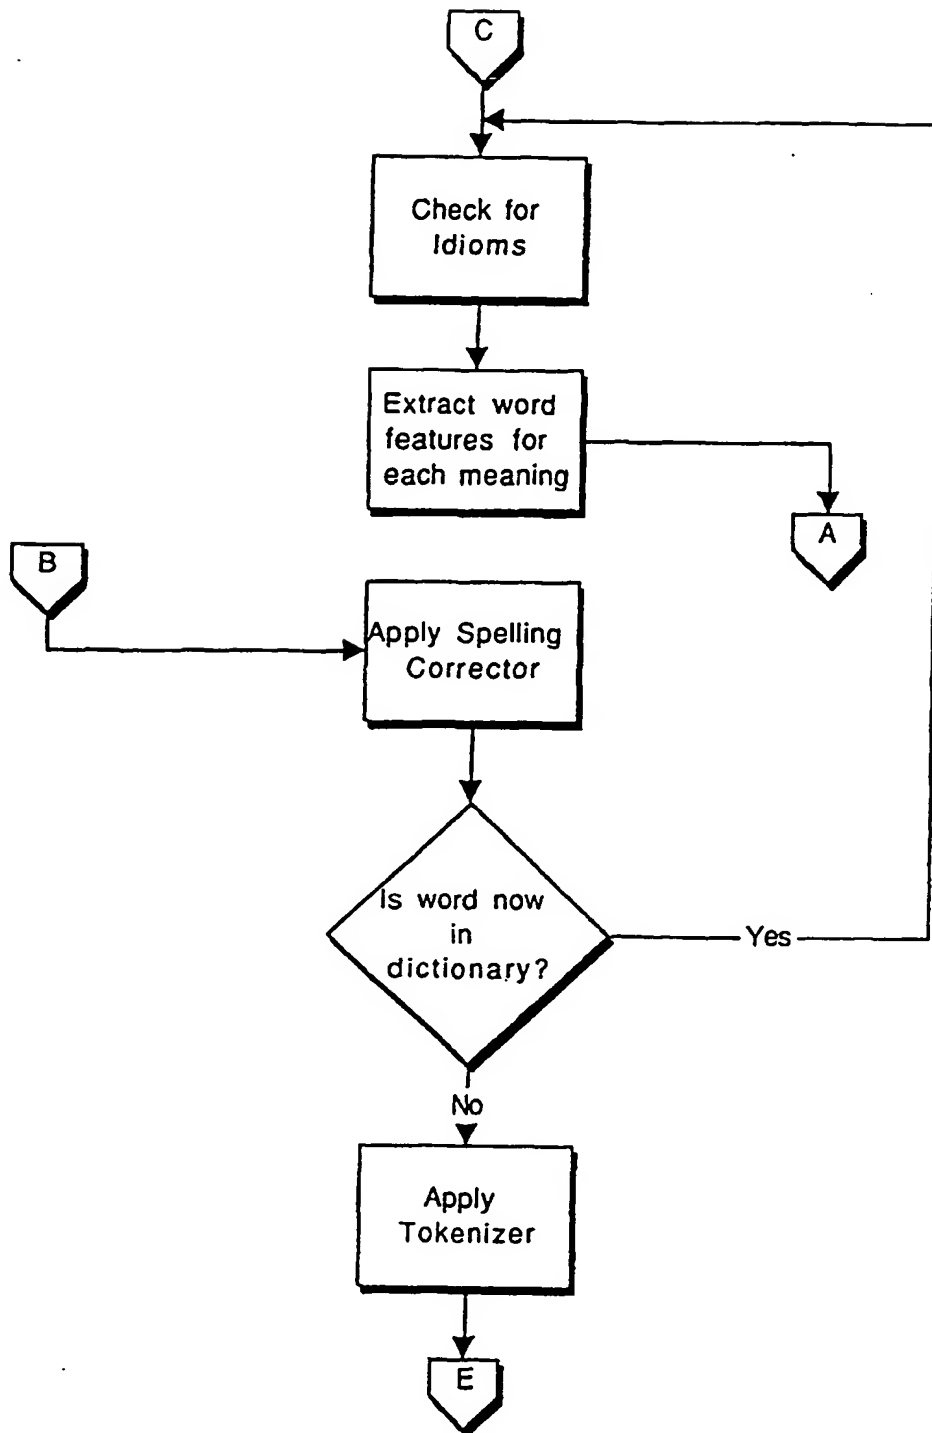 C
Check for
Idioms
Extract word
features for
each meaning
A
B
Apply Spelling
Corrector
Is word now
in
dictionary?
Yes
No
Apply
Tokenizer
E